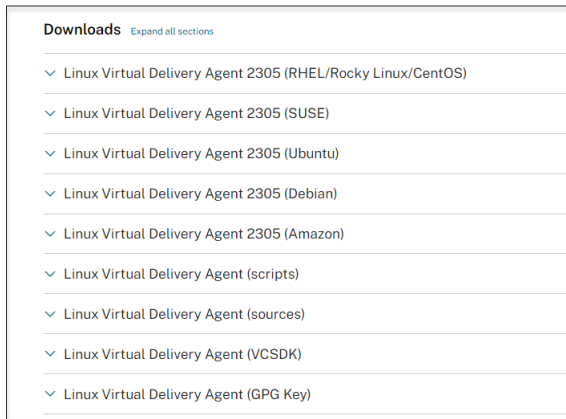 Downloads Expand all sections
Linux Virtual Delivery Agent 2305 (RHEL/Rocky Linux/CentOS)
Linux Virtual Delivery Agent 2305 (SUSE)
Linux Virtual Delivery Agent 2305 (Ubuntu)
Linux Virtual Delivery Agent 2305 (Debian)
Linux Virtual Delivery Agent 2305 (Amazon)
Linux Virtual Delivery Agent (scripts)
Linux Virtual Delivery Agent (sources)
Linux Virtual Delivery Agent (VCSDK)
Linux Virtual Delivery Agent (GPG Key)